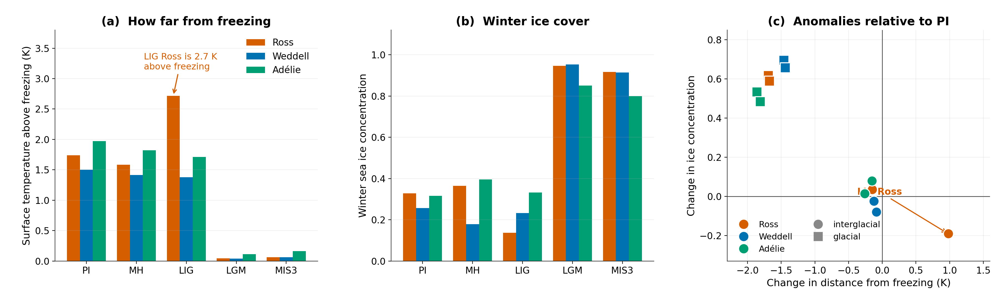 (a) How far from freezing
Surface temperature above freezing (K)
3.5
3.0
2.5
2.0
1.5
1.0
0.5
0.0
LIG Ross is 2.7 K
above freezing
Ross
Weddell
Adélie
PI MH LIG LGM MIS3
(b) Winter ice cover
Winter sea ice concentration
1.0
0.8
0.6
0.4
0.2
0.0
PI MH LIG LGM MIS3
(c) Anomalies relative to PI
Change in ice concentration
0.8
0.6
0.4
0.2
0.0
−0.2
Ross
Ross interglacial
Weddell glacial
Adélie
−2.0 −1.5 −1.0 −0.5 0.0 0.5 1.0 1.5
Change in distance from freezing (K)